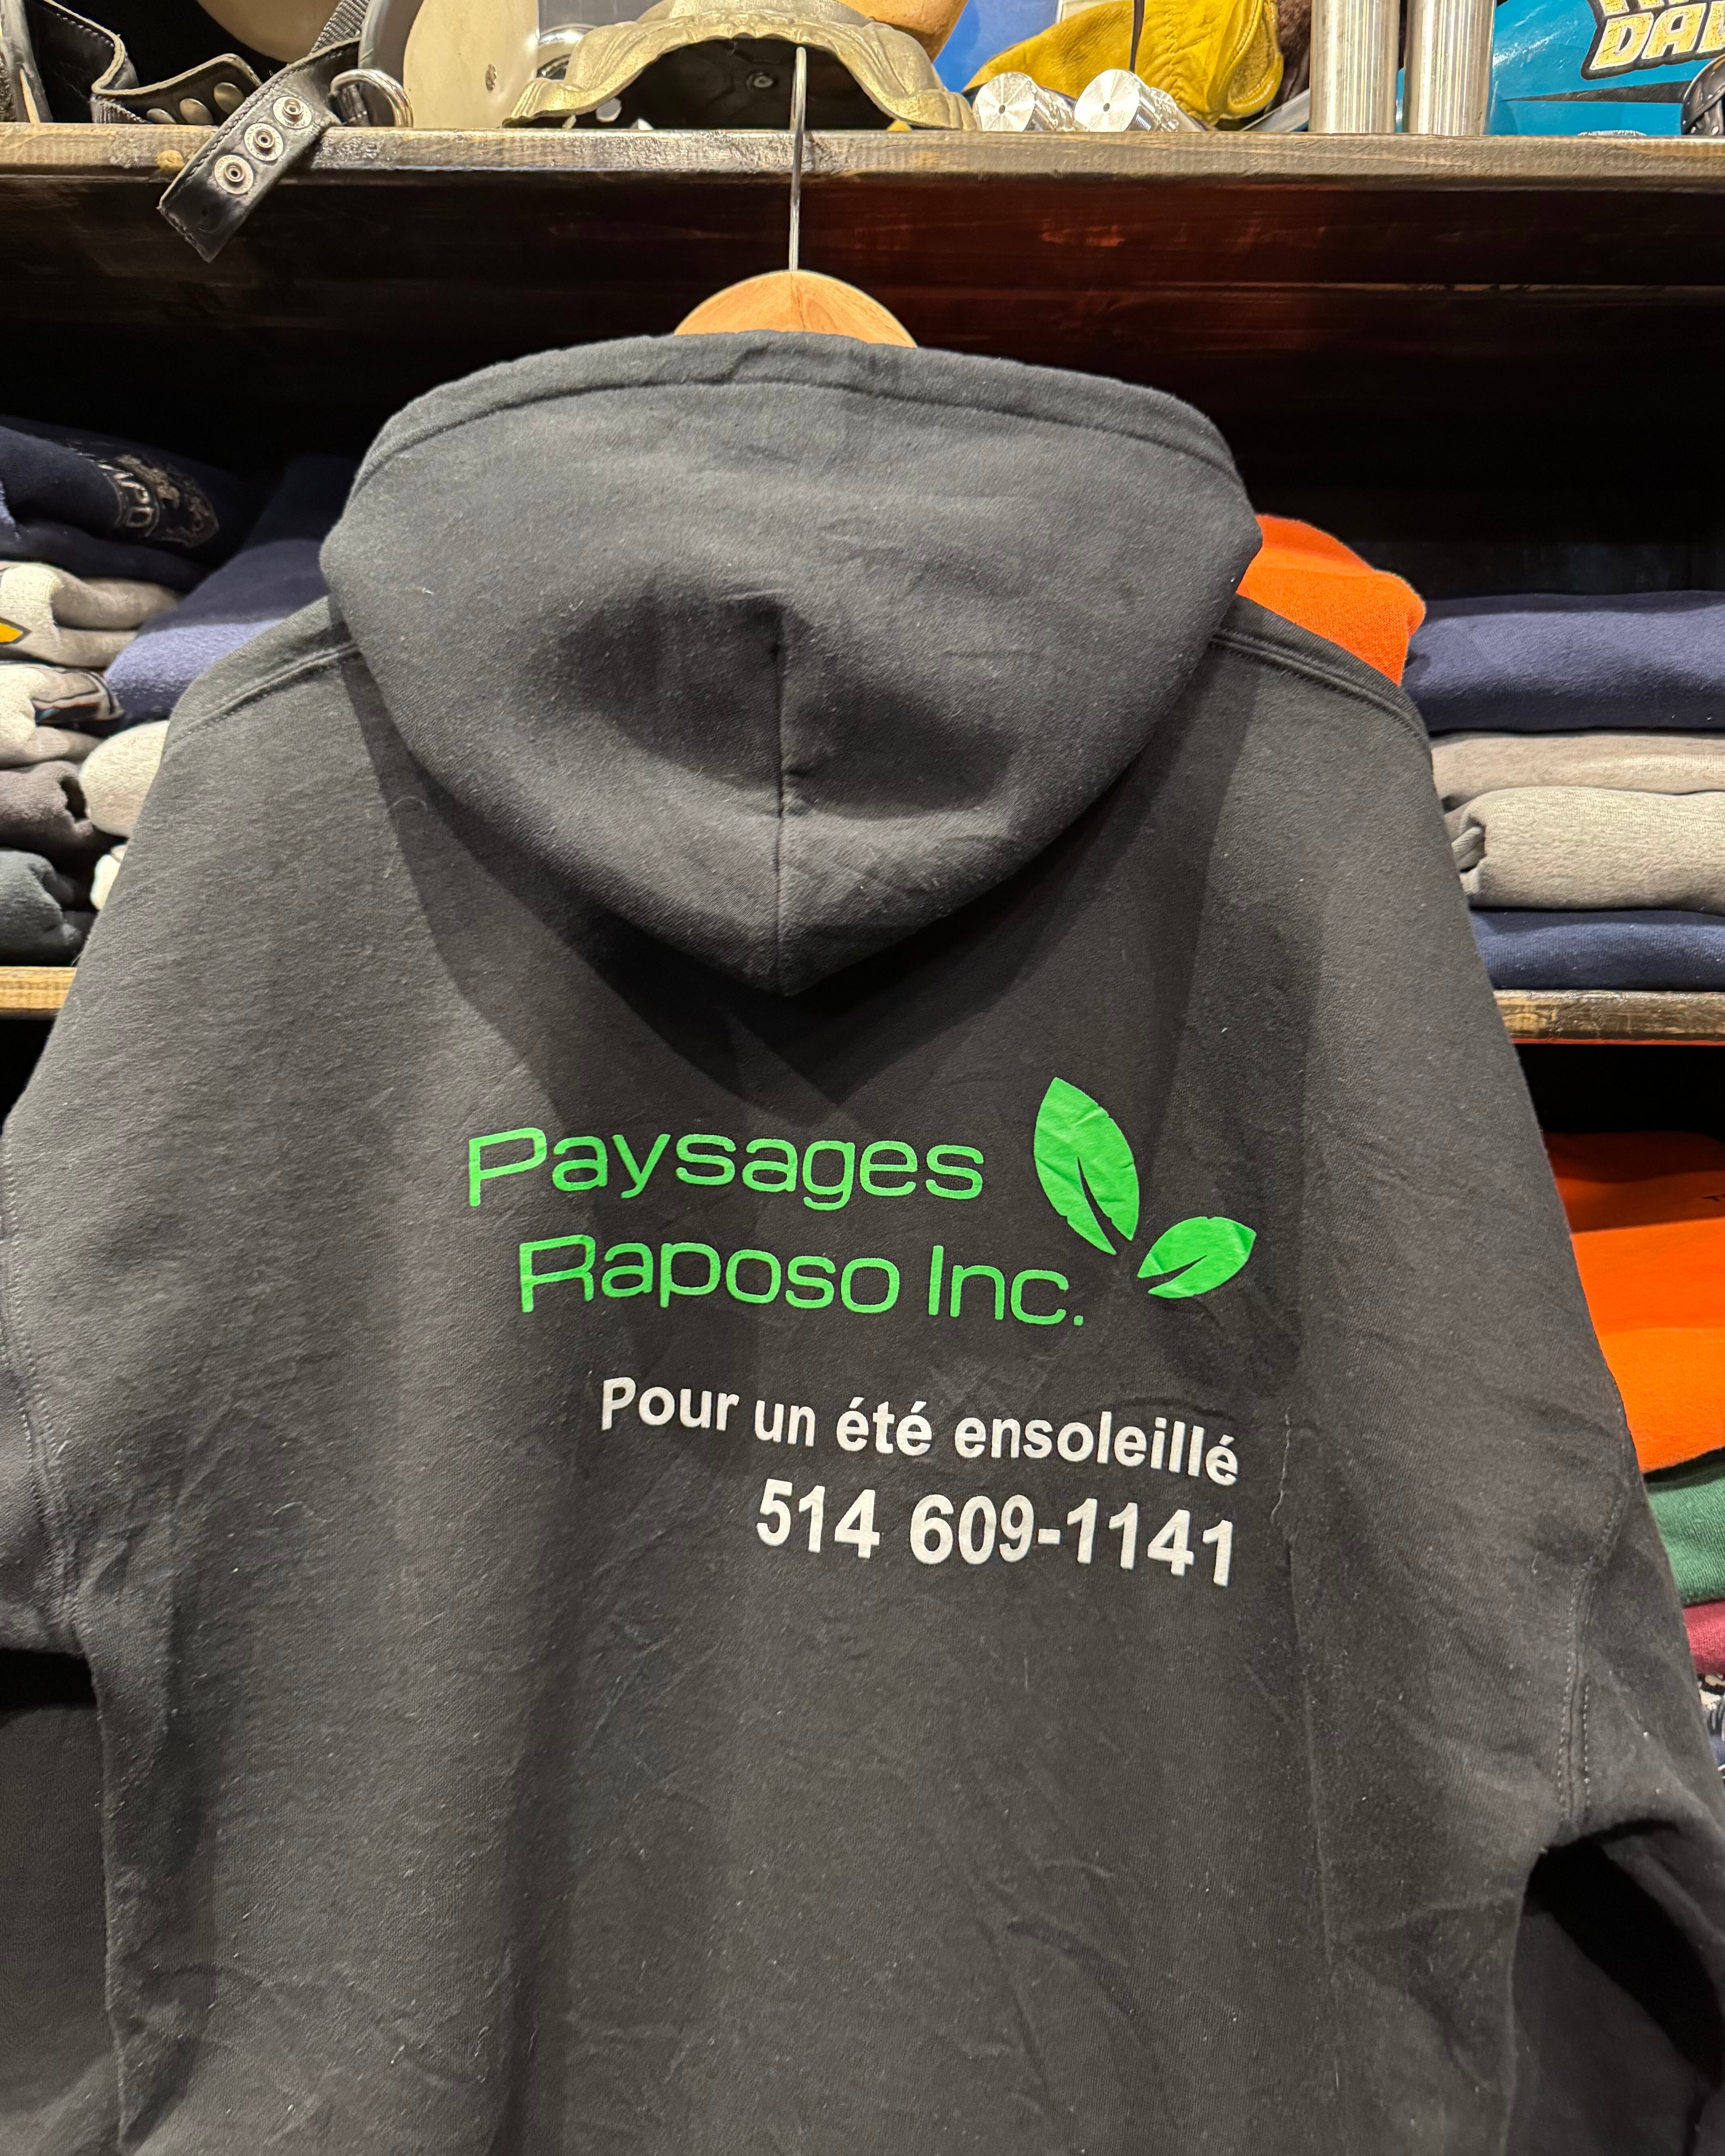 Paysages
Raposo Inc.
Pour un été ensoleillé
514 609-1141